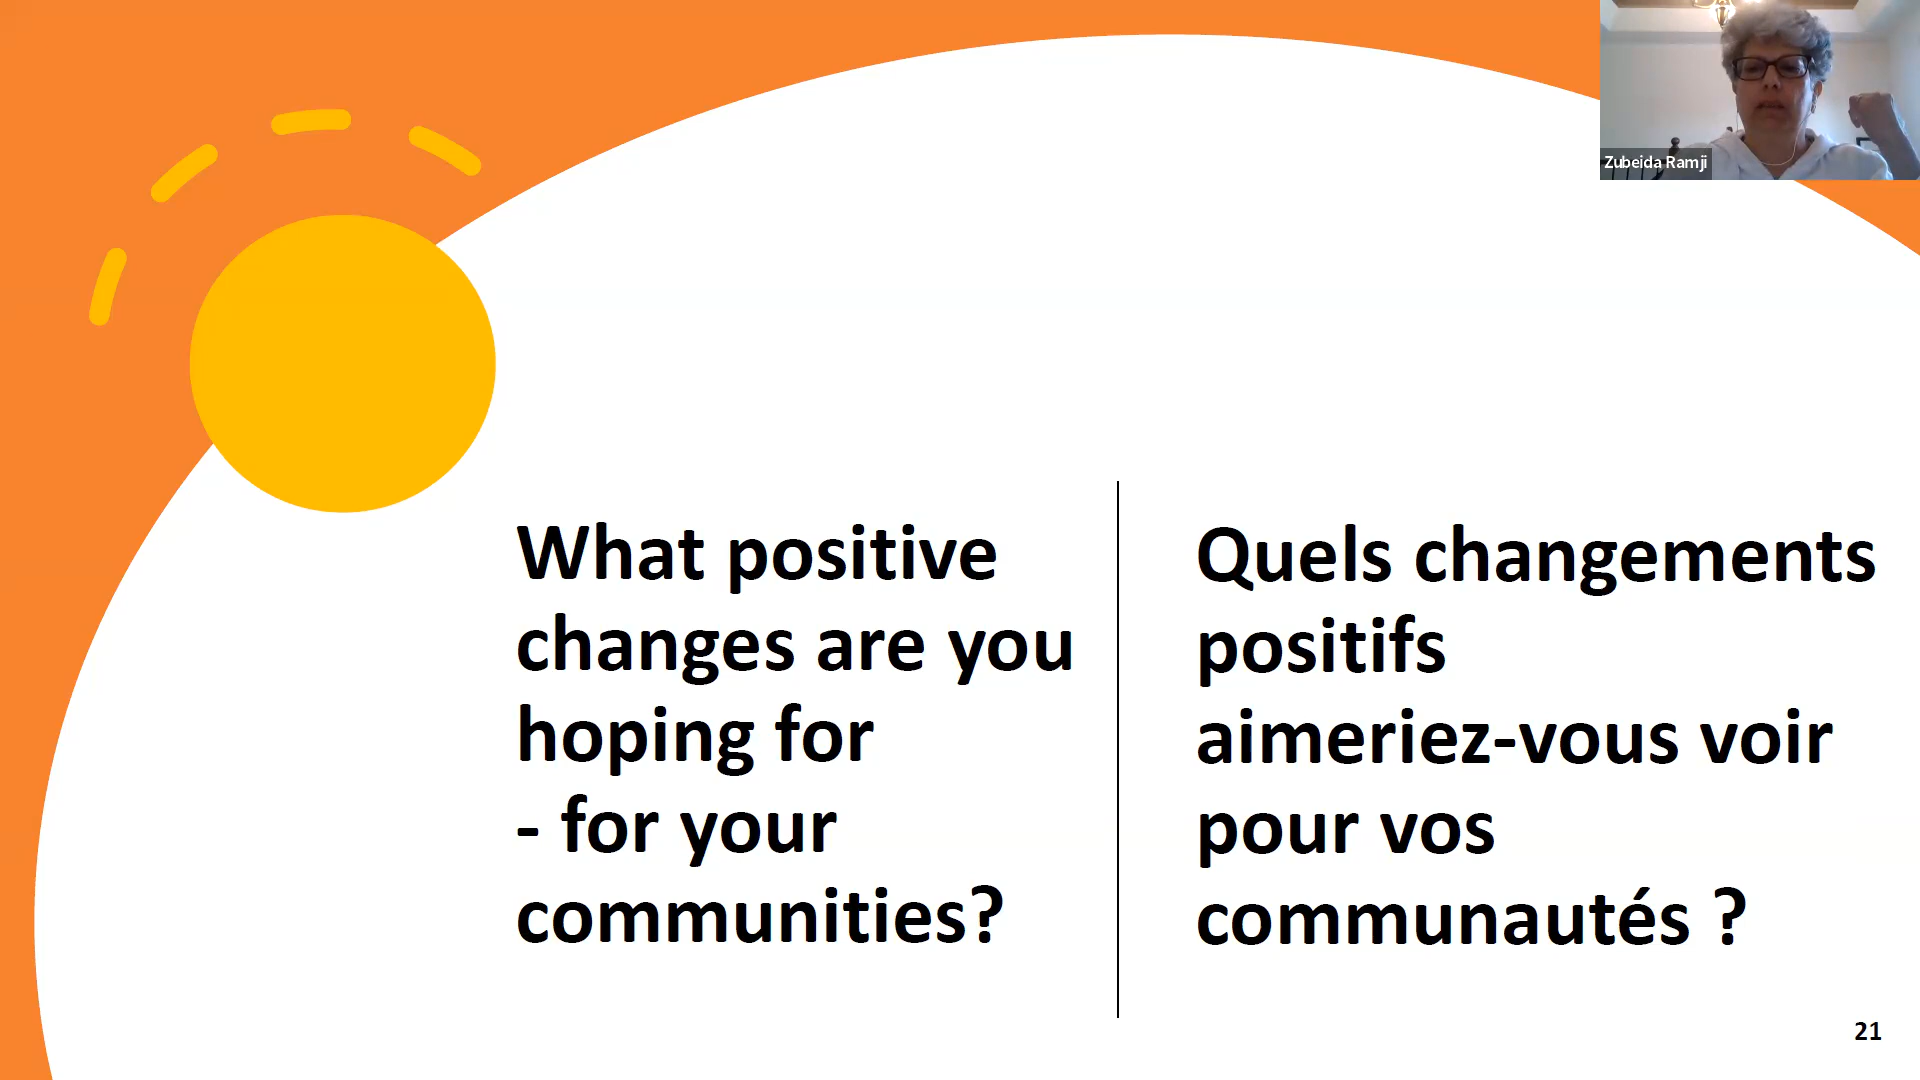 Zubeida Ramji
What positive
changes are you
hoping for
- for your
communities?
Quels changements
positifs
aimeriez-vous voir
pour vos
communautés ?
21